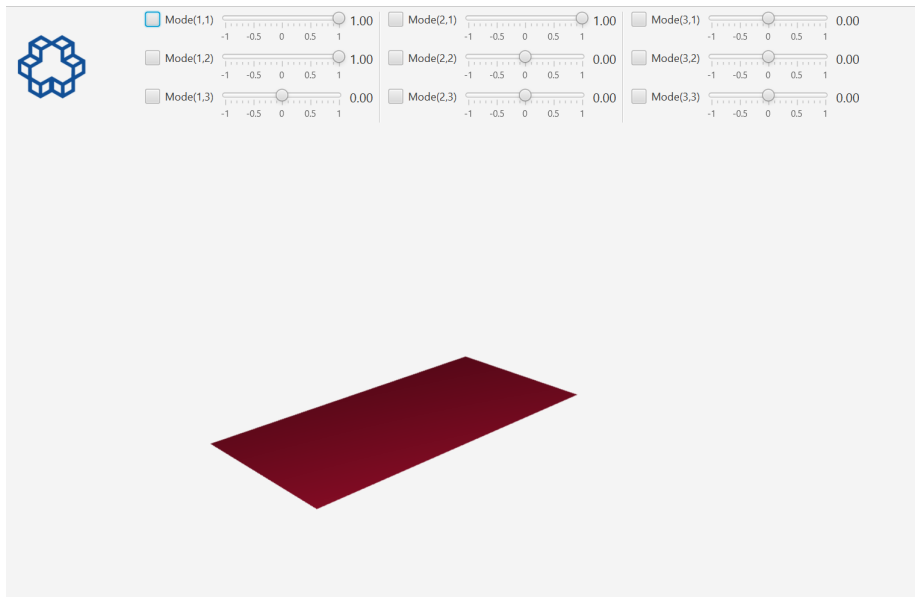 Mode(1,1) 1.00 Mode(2,1) 1.00 Mode(3,1) 0.00
-1 -0.5 0 0.5 1 -1 -0.5 0 0.5 1 -1 -0.5 0 0.5 1
Mode(1,2) 1.00 Mode(2,2) 0.00 Mode(3,2) 0.00
-1 -0.5 0 0.5 1 -1 -0.5 0 0.5 1 -1 -0.5 0 0.5 1
Mode(1,3) 0.00 Mode(2,3) 0.00 Mode(3,3) 0.00
-1 -0.5 0 0.5 1 -1 -0.5 0 0.5 1 -1 -0.5 0 0.5 1